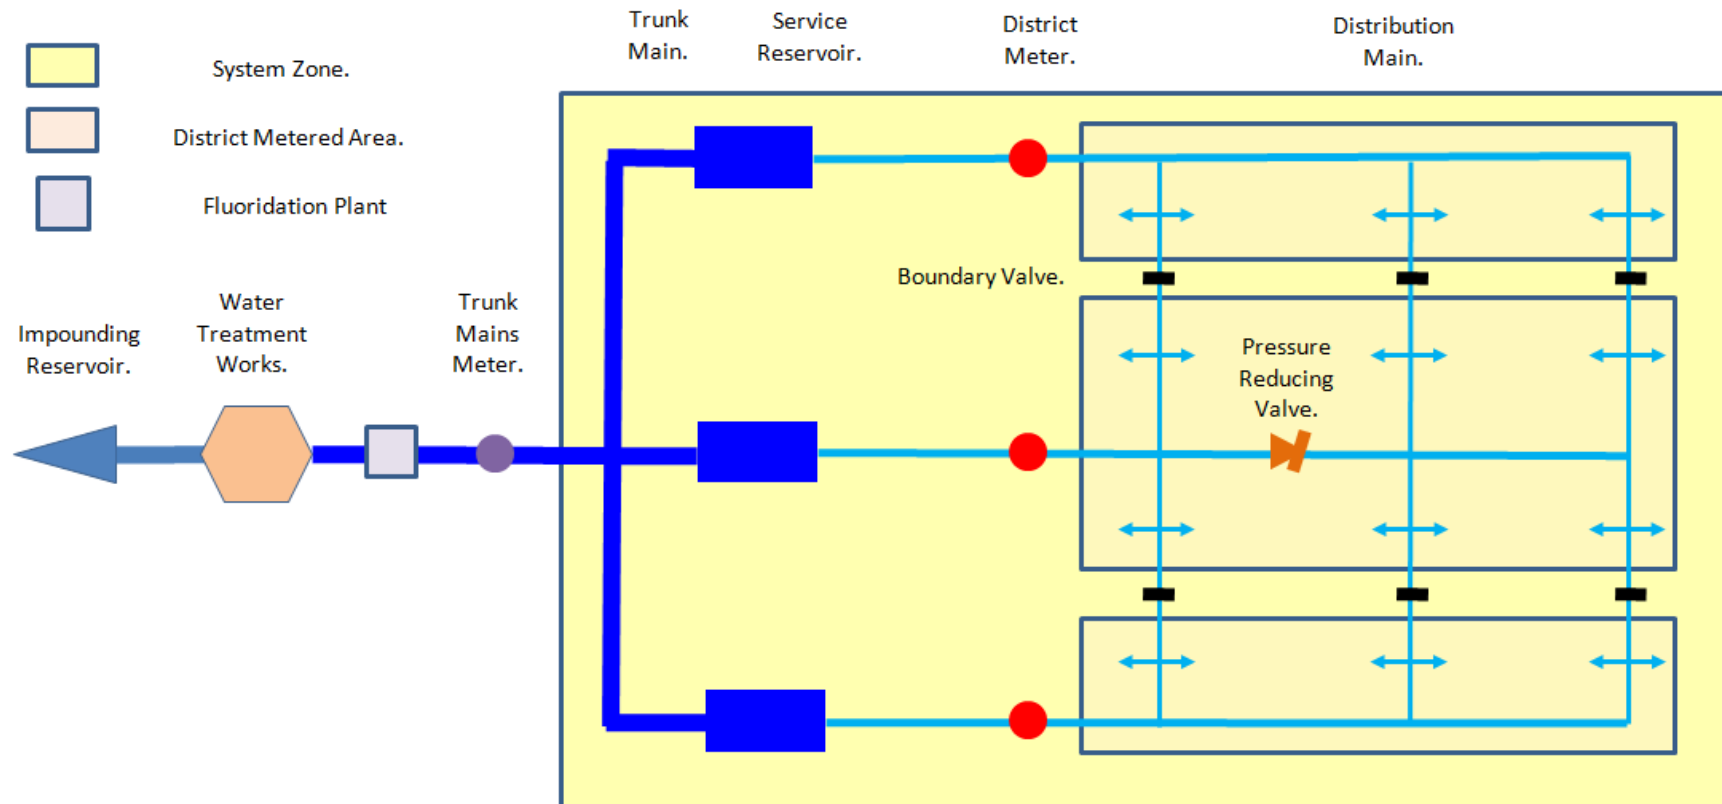 Trunk
Main.
Service
Reservoir.
District
Meter.
Distribution
Main.
System Zone.
District Metered Area.
Fluoridation Plant
Boundary Valve.
Impounding
Reservoir.
Water
Treatment
Works.
Trunk
Mains
Meter.
Pressure
Reducing
Valve.